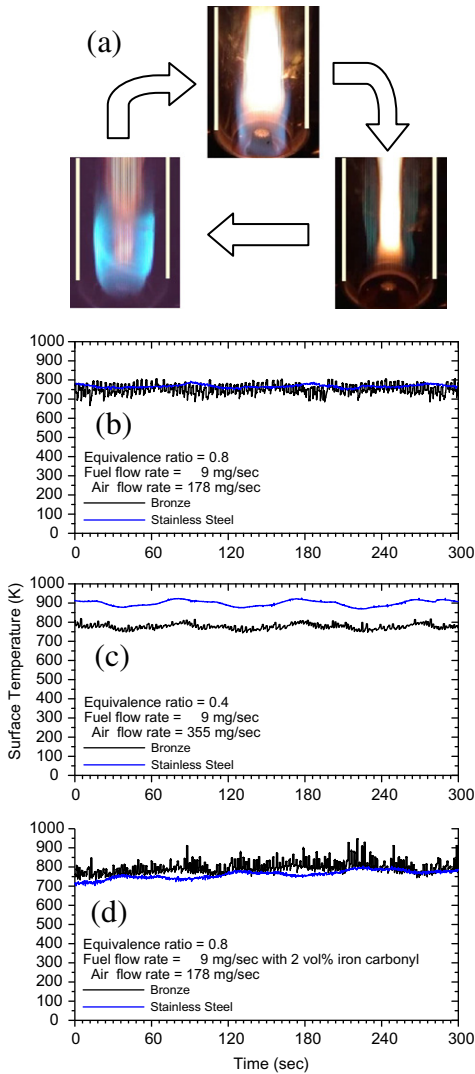 (a)
1000
900
800
700
600
500
400
300
200
100
0
(b)
Equivalence ratio = 0.8
Fuel flow rate = 9 mg/sec
Air flow rate = 178 mg/sec
Bronze
Stainless Steel
0 60 120 180 240 300
Surface Temperature (K)
1000
900
800
700
600
500
400
300
200
100
0
(c)
Equivalence ratio = 0.4
Fuel flow rate = 9 mg/sec
Air flow rate = 355 mg/sec
Bronze
Stainless Steel
0 60 120 180 240 300
1000
900
800
700
600
500
400
300
200
100
0
(d)
Equivalence ratio = 0.8
Fuel flow rate = 9 mg/sec with 2 vol% iron carbonyl
Air flow rate = 178 mg/sec
Bronze
Stainless Steel
0 60 120 180 240 300
Time (sec)